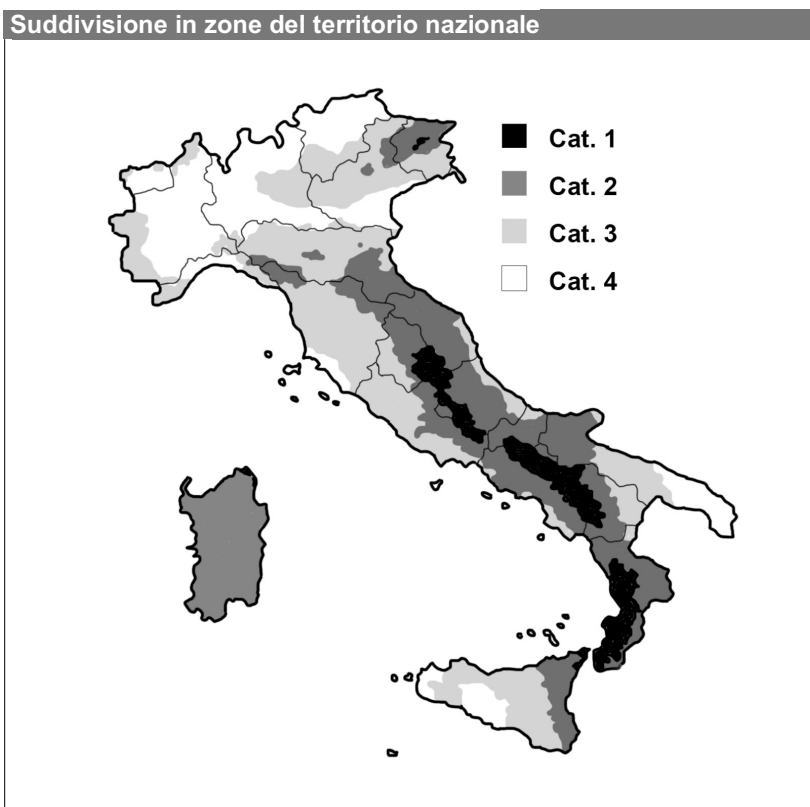 Suddivisione in zone del territorio nazionale
Cat. 1
Cat. 2
Cat. 3
Cat. 4